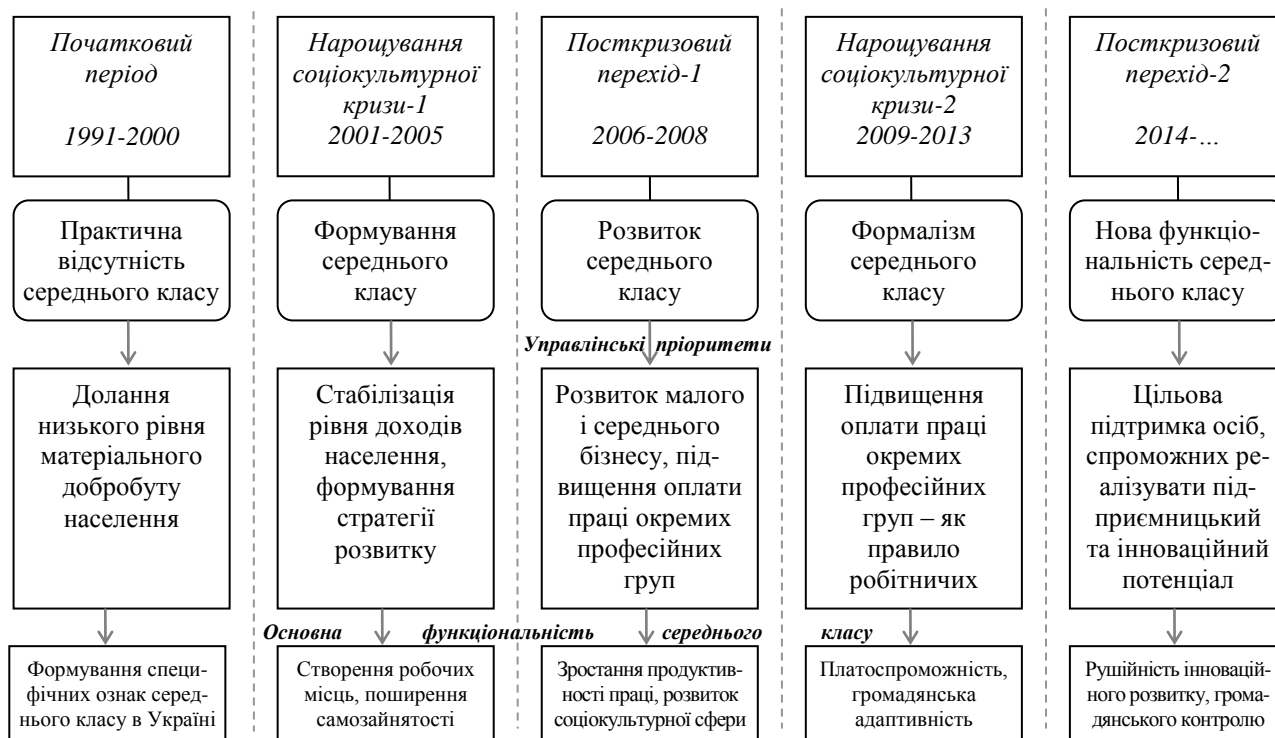 Початковий
період
1991-2000
Нарощування
соціокультурної
кризи-1
2001-2005
Посткризовий
перехід-1
2006-2008
Нарощування
соціокультурної
кризи-2
2009-2013
Посткризовий
перехід-2
2014-...
Практична
відсутність
середнього класу
Формування
середнього
класу
Розвиток
середнього
класу
Формалізм
середнього
класу
Нова функціо-
нальність серед-
нього класу
Управлінські пріоритети
Долання
низького рівня
матеріального
добробуту
населення
Стабілізація
рівня доходів
населення,
формування
стратегії
розвитку
Розвиток малого
і середнього
бізнесу, під-
вищення оплати
праці окремих
професійних
груп
Підвищення
оплати праці
окремих
професійних
груп – як
правило
робітничих
Цільова
підтримка осіб,
спроможних ре-
алізувати під-
приємницький
та інноваційний
потенціал
Основна функціональність середнього класу
Формування специ-
фічних ознак серед-
нього класу в Україні
Створення робочих
місць, поширення
самозайнятості
Зростання продуктив-
ності праці, розвиток
соціокультурної сфери
Платоспроможність,
громадянська
адаптивність
Рушійність інновацій-
ного розвитку, грома-
дянського контролю